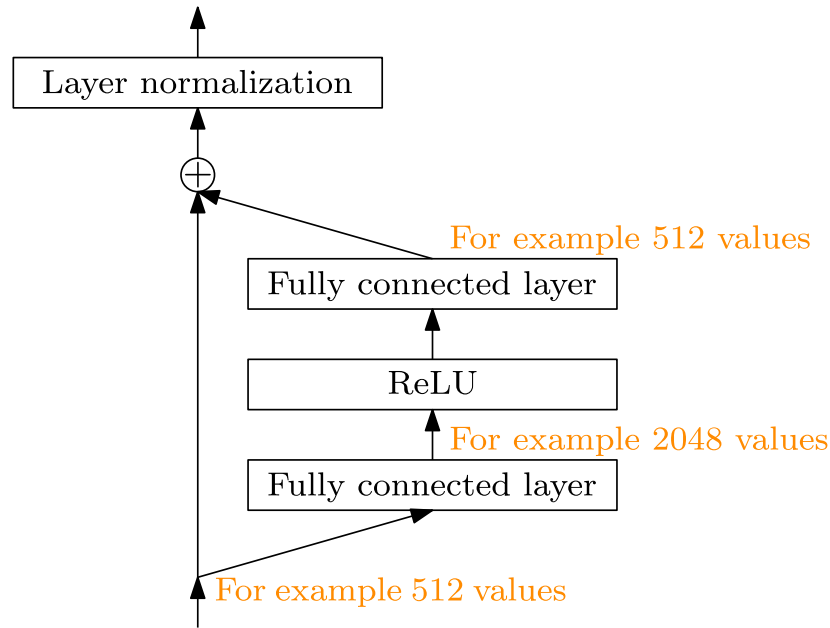 Layer normalization
For example 512 values
Fully connected layer
ReLU
For example 2048 values
Fully connected layer
For example 512 values